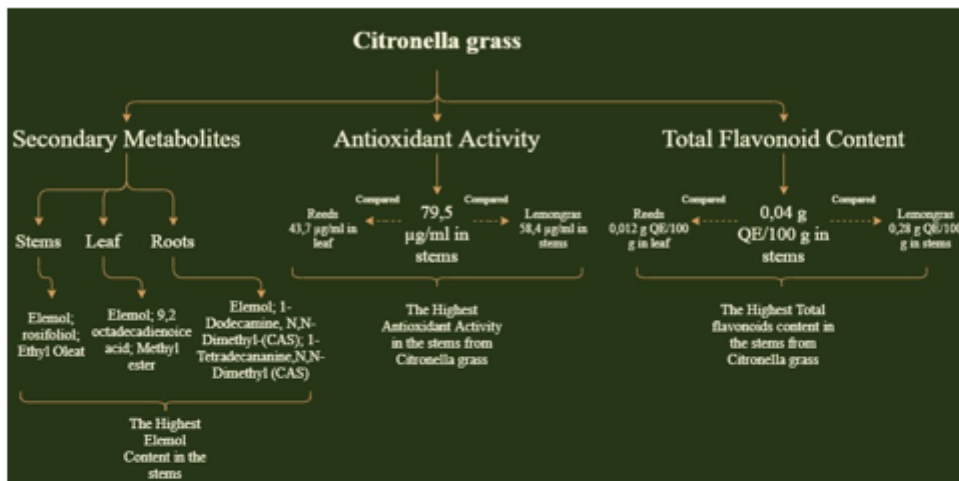 Citronella grass
Secondary Metabolites
Antioxidant Activity
Total Flavonoid Content
Stems
Leaf
Roots
Elemol;
rosifoliol;
Ethyl Oleat
Elemol; 9,2
octadecadienoice
acid; Methyl
ester
Elemol; 1-
Dodecamine, N,N-
Dimethyl-(CAS); 1-
Tetradecananine,N,N-
Dimethyl (CAS)
The Highest
Elemol
Content in the
stems
Compared
Compared
Reeds
43,7 µg/ml in
leaf
79,5
µg/ml in
stems
Lemongras
58,4 µg/ml in
stems
The Highest
Antioxidant Activity
in the stems from
Citronella grass
Compared
Compared
Reeds
0,012 g QE/100
g in leaf
0,04 g
QE/100 g in
stems
Lemongras
0,28 g QE/100
g in stems
The Highest Total
flavonoids content in
the stems from
Citronella grass